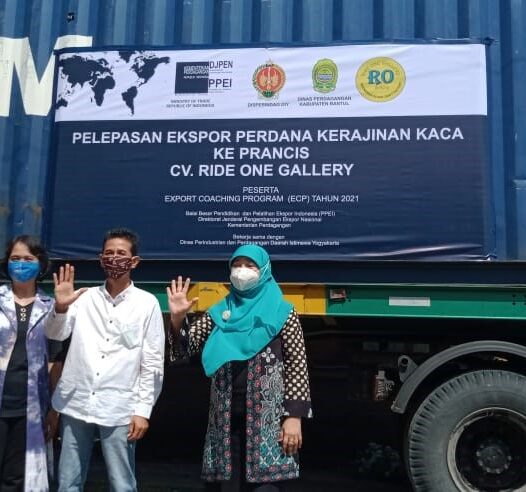 M
KEMENTERIAN PERDAGANGAN
DJPEN
PPEI
MINISTRY OF TRADE
REPUBLIC OF INDONESIA
DISPERINDAG DIY
DINAS PERDAGANGAN
KABUPATEN BANTUL
RO
PELEPASAN EKSPOR PERDANA KERAJINAN KACA
KE PRANCIS
CV. RIDE ONE GALLERY
PESERTA
EXPORT COACHING PROGRAM (ECP) TAHUN 2021
Balai Besar Pendidikan dan Pelatihan Ekspor Indonesia (PPEI)
Direktorat Jenderal Pengembangan Ekspor Nasional
Kementerian Perdagangan
Bekerja sama dengan
Dinas Perindustrian dan Perdagangan Daerah Istimewa Yogyakarta